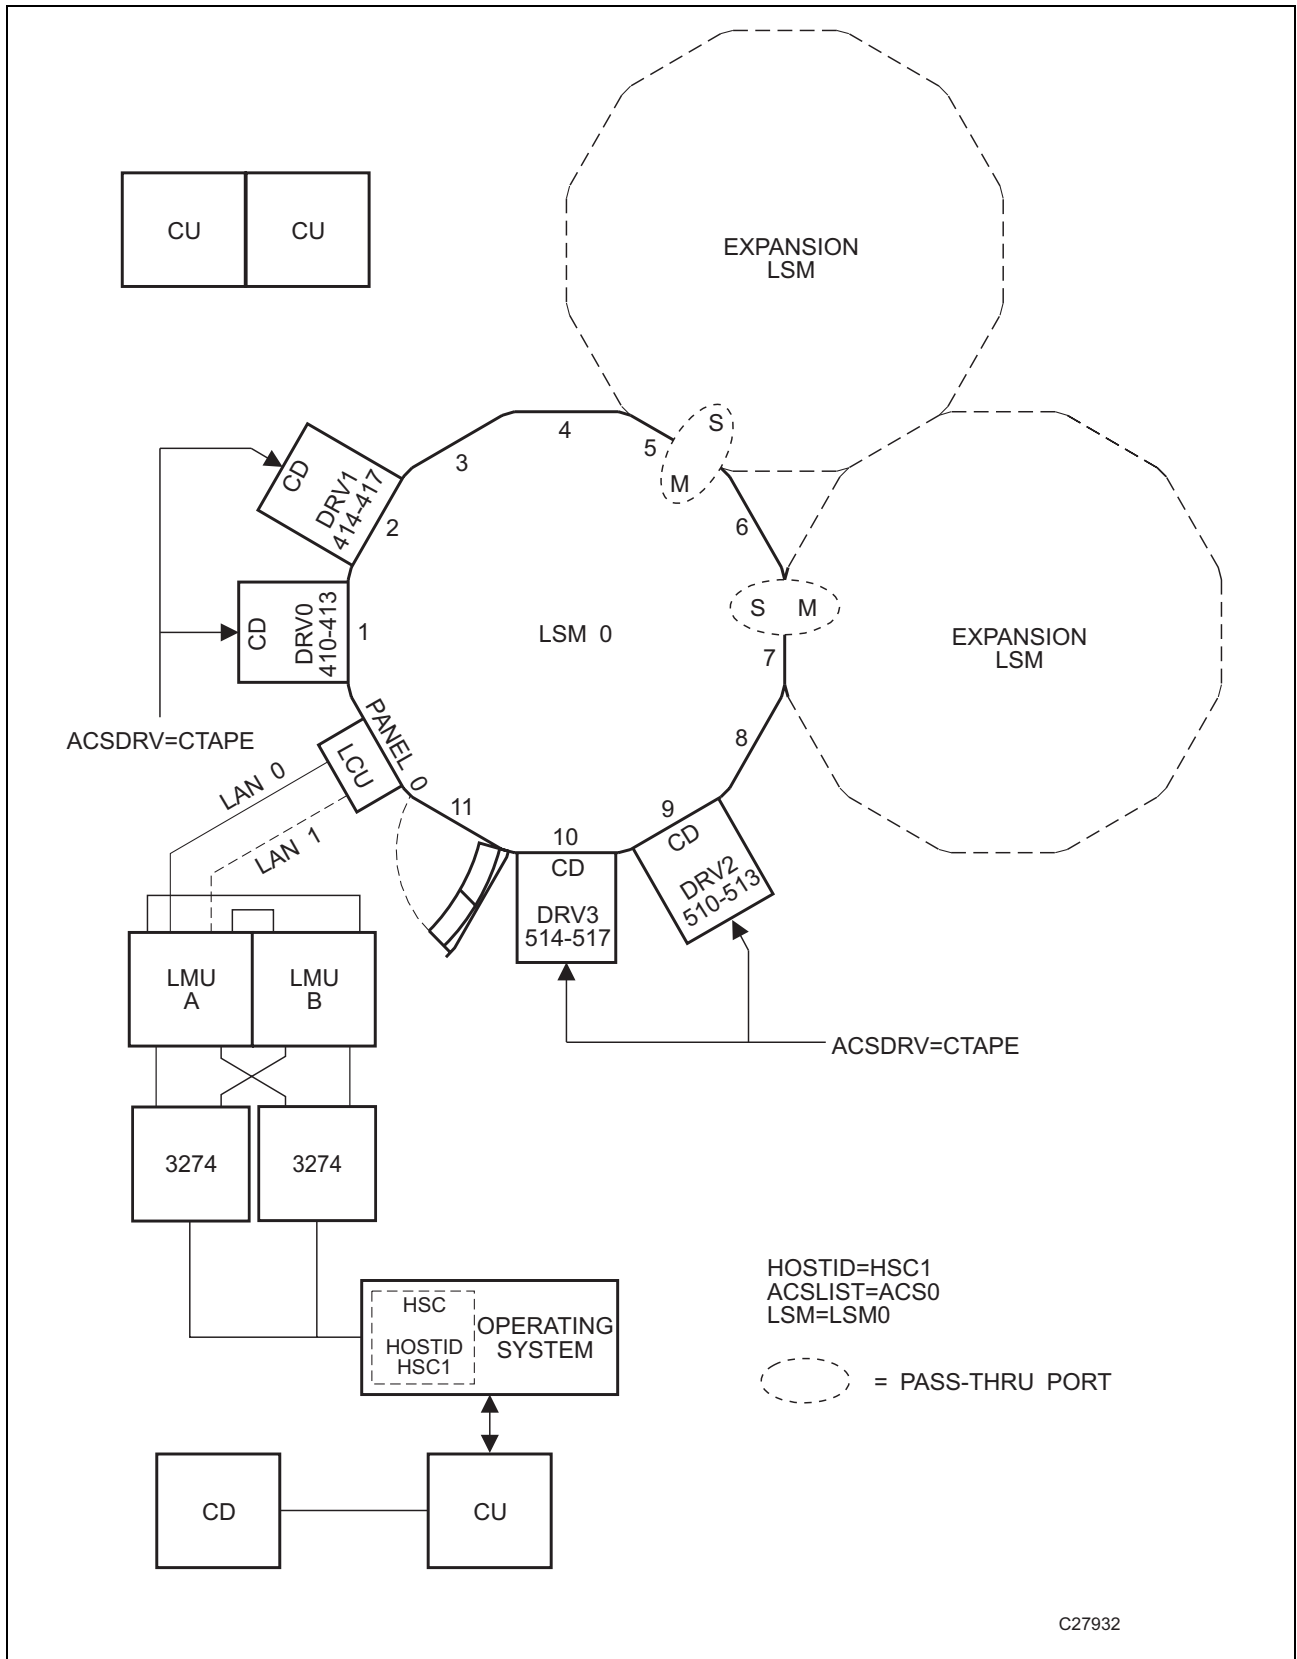 CU
CU
EXPANSION
LSM
CD
DRV1
414-417
CD
DRV0
410-413
1
2
3
4
5
S
M
6
S M
7
8
9
10
11
LSM 0
EXPANSION
LSM
ACSDRV=CTAPE
PANEL 0
LCU
LAN 0
LAN 1
CD
DRV3
514-517
CD
DRV2
510-513
ACSDRV=CTAPE
LMU
A
LMU
B
3274
3274
HSC
HOSTID
HSC1
OPERATING
SYSTEM
HOSTID=HSC1
ACSLIST=ACS0
LSM=LSM0
= PASS-THRU PORT
CD
CU
C27932